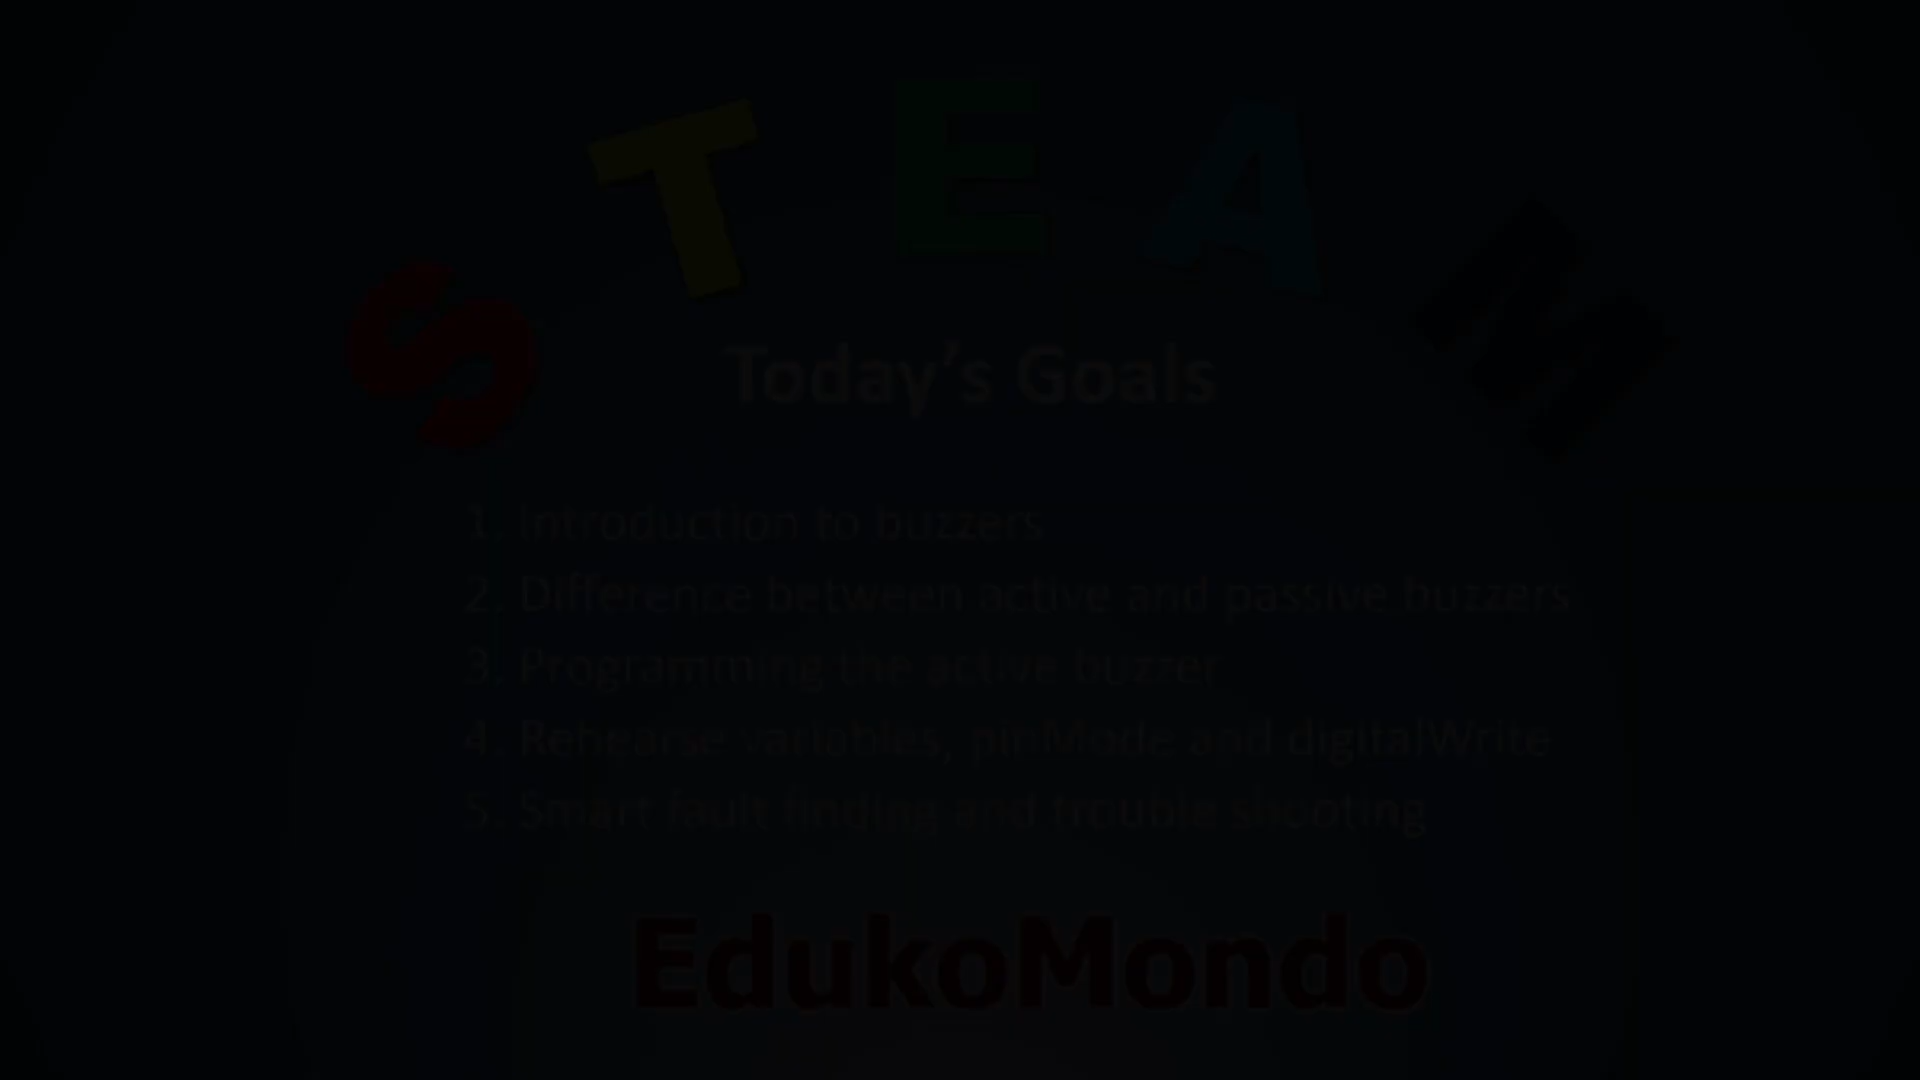 STEAM
Today’s Goals
1. Introduction to buzzers
2. Difference between active and passive buzzers
3. Programming the active buzzer
4. Rehearse variables, pinMode and digitalWrite
5. Smart fault finding and trouble shooting
EdukoMondo